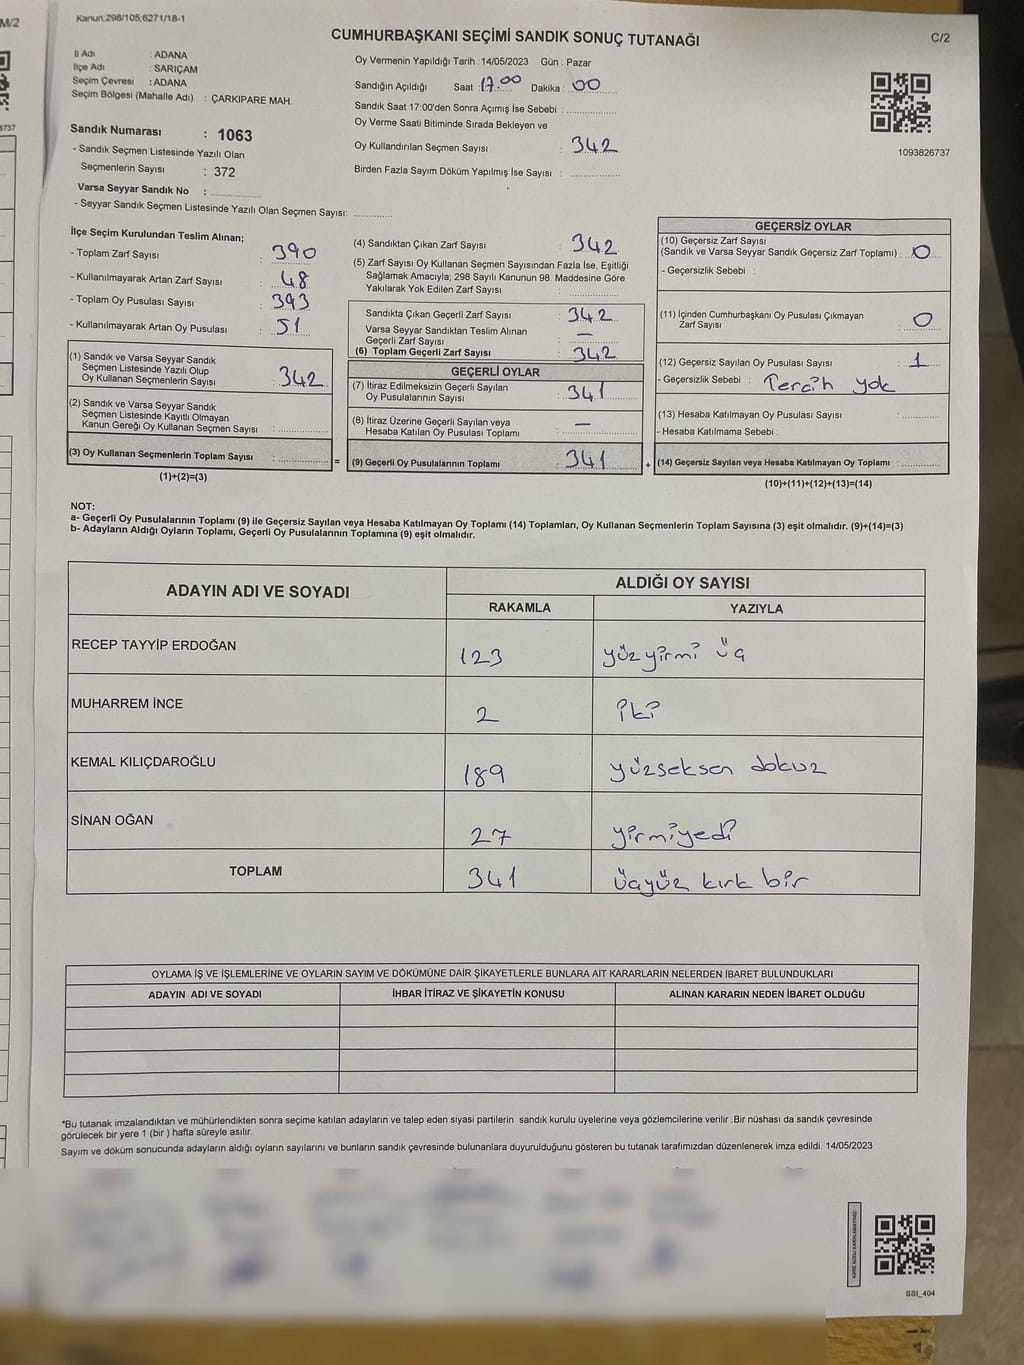 M/2
Kanun:298/105,6271/18-1
CUMHURBAŞKANI SEÇİMİ SANDIK SONUÇ TUTANAĞI
C/2
İl Adı : ADANA
İlçe Adı : SARIÇAM
Seçim Çevresi : ADANA
Seçim Bölgesi (Mahalle Adı) : ÇARKIPARE MAH.
Sandık Numarası : 1063
- Sandık Seçmen Listesinde Yazılı Olan
Seçmenlerin Sayısı : 372
Varsa Seyyar Sandık No :
- Seyyar Sandık Seçmen Listesinde Yazılı Olan Seçmen Sayısı:
Oy Vermenin Yapıldığı Tarih : 14/05/2023 Gün : Pazar
Sandığın Açıldığı Saat : 17.00 Dakika : 00
Sandık Saat 17:00'den Sonra Açımış İse Sebebi :
Oy Verme Saati Bitiminde Sırada Bekleyen ve
Oy Kullandırılan Seçmen Sayısı : 342
Birden Fazla Sayım Döküm Yapılmış İse Sayısı :
1093826737
İlçe Seçim Kurulundan Teslim Alınan;
- Toplam Zarf Sayısı : 390
- Kullanılmayarak Artan Zarf Sayısı : 48
- Toplam Oy Pusulası Sayısı : 393
- Kullanılmayarak Artan Oy Pusulası : 51
(1) Sandık ve Varsa Seyyar Sandık
Seçmen Listesinde Yazılı Olup
Oy Kullanan Seçmenlerin Sayısı : 342
(2) Sandık ve Varsa Seyyar Sandık
Seçmen Listesinde Kayıtlı Olmayan
Kanun Gereği Oy Kullanan Seçmen Sayısı :
(3) Oy Kullanan Seçmenlerin Toplam Sayısı : =
(1)+(2)=(3)
(4) Sandıktan Çıkan Zarf Sayısı : 342
(5) Zarf Sayısı Oy Kullanan Seçmen Sayısından Fazla İse, Eşitliği
Sağlamak Amacıyla; 298 Sayılı Kanunun 98. Maddesine Göre
Yakılarak Yok Edilen Zarf Sayısı :
Sandıkta Çıkan Geçerli Zarf Sayısı : 342
Varsa Seyyar Sandıktan Teslim Alınan
Geçerli Zarf Sayısı : —
(6) Toplam Geçerli Zarf Sayısı : 342
GEÇERLİ OYLAR
(7) İtiraz Edilmeksizin Geçerli Sayılan
Oy Pusulalarının Sayısı : 341
(8) İtiraz Üzerine Geçerli Sayılan veya
Hesaba Katılan Oy Pusulası Toplamı : —
(9) Geçerli Oy Pusulalarının Toplamı : 341 +
GEÇERSİZ OYLAR
(10) Geçersiz Zarf Sayısı
(Sandık ve Varsa Seyyar Sandık Geçersiz Zarf Toplamı) : 0
- Geçersizlik Sebebi :
(11) İçinden Cumhurbaşkanı Oy Pusulası Çıkmayan
Zarf Sayısı : 0
(12) Geçersiz Sayılan Oy Pusulası Sayısı : 1
- Geçersizlik Sebebi : Tercih yok
(13) Hesaba Katılmayan Oy Pusulası Sayısı :
- Hesaba Katılmama Sebebi :
(14) Geçersiz Sayılan veya Hesaba Katılmayan Oy Toplamı :
(10)+(11)+(12)+(13)=(14)
NOT:
a- Geçerli Oy Pusulalarının Toplamı (9) ile Geçersiz Sayılan veya Hesaba Katılmayan Oy Toplamı (14) Toplamları, Oy Kullanan Seçmenlerin Toplam Sayısına (3) eşit olmalıdır. (9)+(14)=(3)
b- Adayların Aldığı Oyların Toplamı, Geçerli Oy Pusulalarının Toplamına (9) eşit olmalıdır.
ADAYIN ADI VE SOYADI
ALDIĞI OY SAYISI
RAKAMLA YAZIYLA
RECEP TAYYİP ERDOĞAN 123 yüzyirmi üç
MUHARREM İNCE 2 iki
KEMAL KILIÇDAROĞLU 189 yüzseksen dokuz
SİNAN OĞAN 27 yirmiyedi
TOPLAM 341 üçyüz kırk bir
OYLAMA İŞ VE İŞLEMLERİNE VE OYLARIN SAYIM VE DÖKÜMÜNE DAİR ŞİKAYETLERLE BUNLARA AİT KARARLARIN NELERDEN İBARET BULUNDUKLARI
ADAYIN ADI VE SOYADI İHBAR İTİRAZ VE ŞİKAYETİN KONUSU ALINAN KARARIN NEDEN İBARET OLDUĞU
*Bu tutanak imzalandıktan ve mühürlendikten sonra seçime katılan adayların ve talep eden siyasi partilerin sandık kurulu üyelerine veya gözlemcilerine verilir .Bir nüshası da sandık çevresinde
görülecek bir yere 1 (bir ) hafta süreyle asılır.
Sayım ve döküm sonucunda adayların aldığı oyların sayılarını ve bunların sandık çevresinde bulunanlara duyurulduğunu gösteren bu tutanak tarafımızdan düzenlenerek imza edildi. 14/05/2023
SSI_404